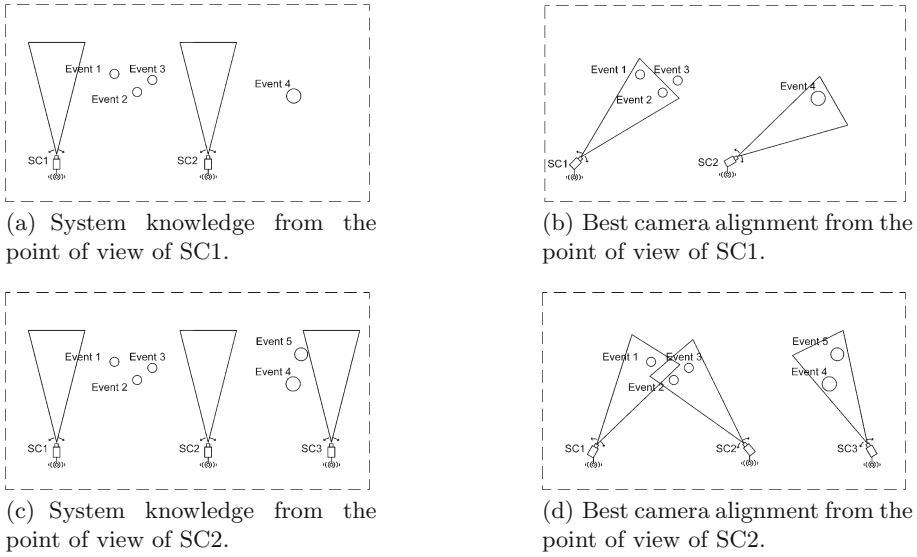 Event 1
Event 3
Event 2
Event 4
SC1
SC2
(a) System knowledge from the
point of view of SC1.
Event 1
Event 3
Event 2
Event 4
SC1
SC2
(b) Best camera alignment from the
point of view of SC1.
Event 1
Event 3
Event 2
Event 5
Event 4
SC1
SC2
SC3
(c) System knowledge from the
point of view of SC2.
Event 1
Event 3
Event 2
Event 5
Event 4
SC1
SC2
SC3
(d) Best camera alignment from the
point of view of SC2.